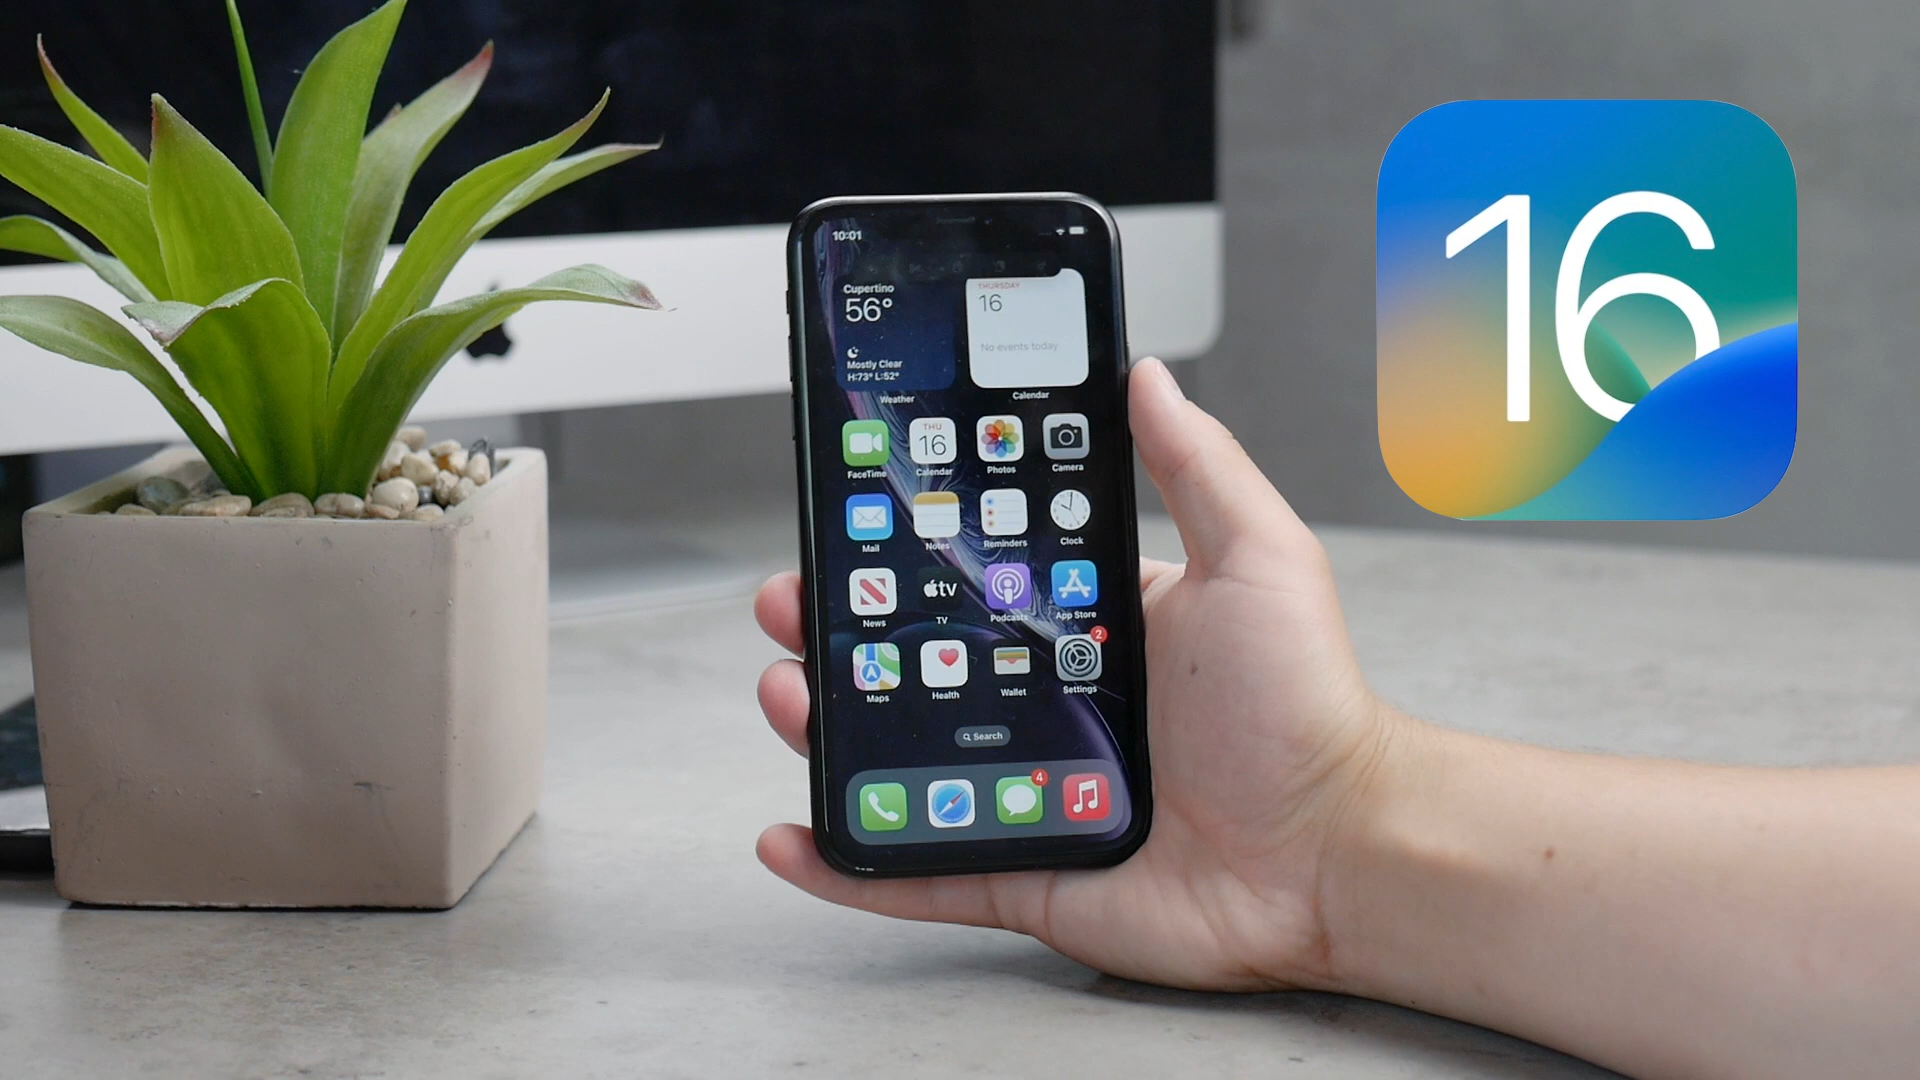 10:01
Cupertino
56°
Mostly Clear
H:73° L:52°
Weather
THURSDAY
16
No events today
Calendar
FaceTime
THU
16
Calendar
Photos
Camera
Mail
Notes
Reminders
Clock
News
tv
TV
Podcasts
App Store
Maps
Health
Wallet
2
Settings
Search
4
16